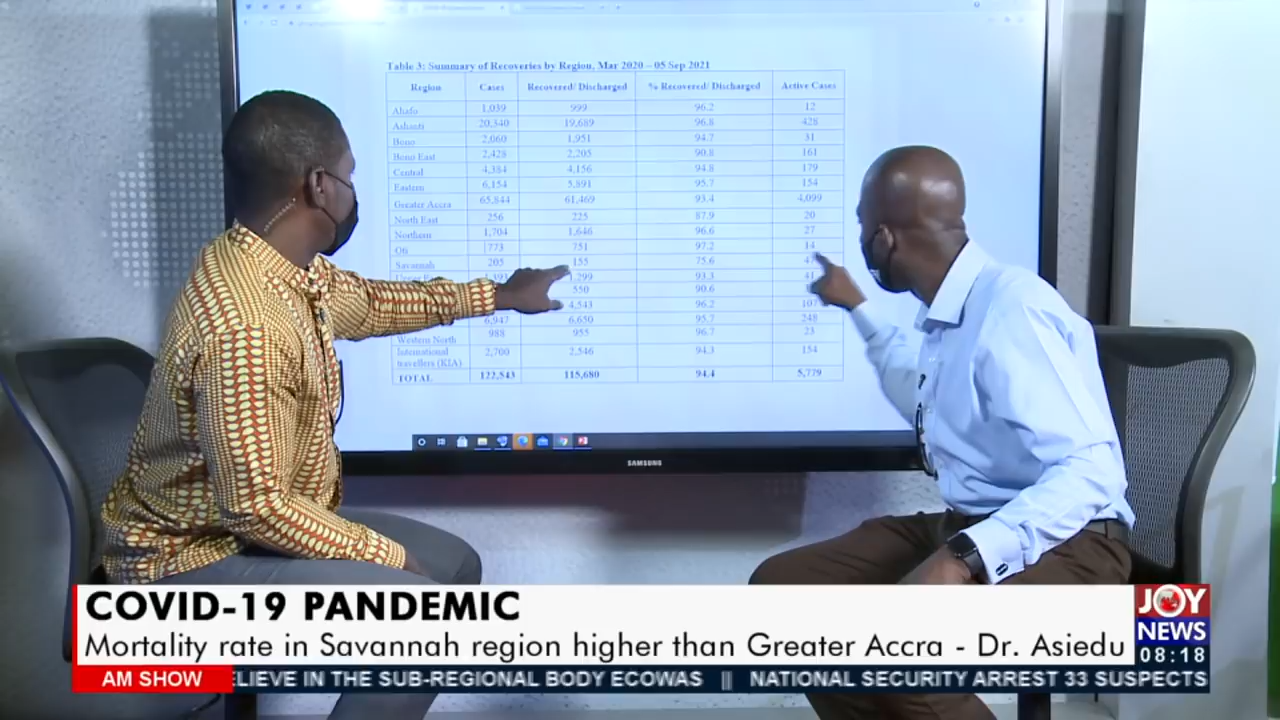 Table 3: Summary of Recoveries by Region, Mar 2020 – 05 Sep 2021
Region Cases Recovered/ Discharged % Recovered/ Discharged Active Cases
Ahafo 1,039 999 96.2 12
Ashanti 20,340 19,689 96.8 428
Bono 2,060 1,951 94.7 31
Bono East 2,428 2,205 90.8 161
Central 4,384 4,156 94.8 179
Eastern 6,154 5,891 95.7 154
Greater Accra 65,844 61,469 93.4 4,099
North East 256 225 87.9 20
Northern 1,704 1,646 96.6 27
Oti 773 751 97.2 14
Savannah 205 155 75.6
Upper 1,393 1,299 93.3
550 90.6
4,543 96.2 107
6,947 6,650 95.7 248
Western North 988 955 96.7 23
International travellers (KIA) 2,700 2,546 94.3 154
TOTAL 122,543 115,680 94.4 5,779
SAMSUNG
COVID-19 PANDEMIC
Mortality rate in Savannah region higher than Greater Accra - Dr. Asiedu
JOY
NEWS
08:18
AM SHOW
ELIEVE IN THE SUB-REGIONAL BODY ECOWAS || NATIONAL SECURITY ARREST 33 SUSPECTS